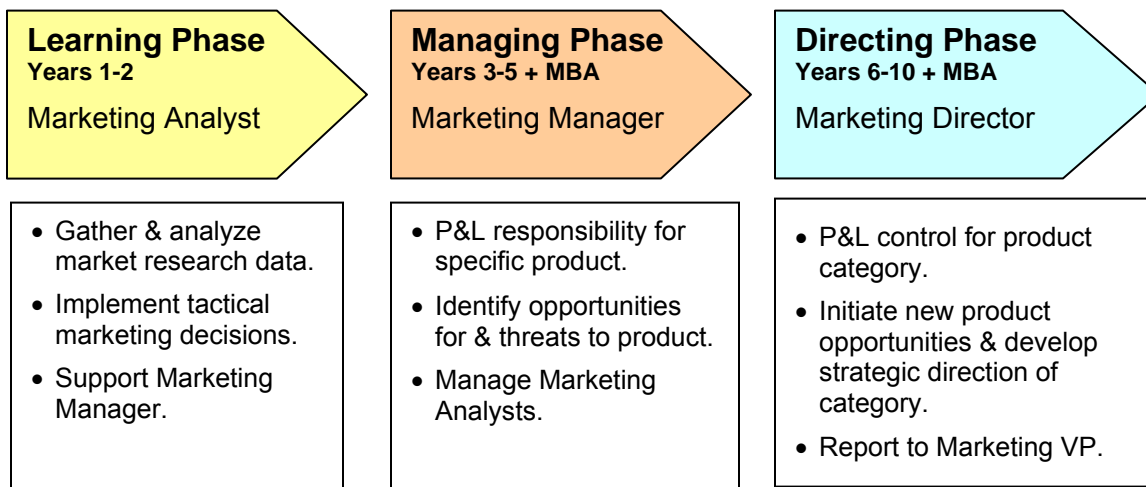 Learning Phase
Years 1-2
Marketing Analyst
• Gather & analyze
market research data.
• Implement tactical
marketing decisions.
• Support Marketing
Manager.
Managing Phase
Years 3-5 + MBA
Marketing Manager
• P&L responsibility for
specific product.
• Identify opportunities
for & threats to product.
• Manage Marketing
Analysts.
Directing Phase
Years 6-10 + MBA
Marketing Director
• P&L control for product
category.
• Initiate new product
opportunities & develop
strategic direction of
category.
• Report to Marketing VP.